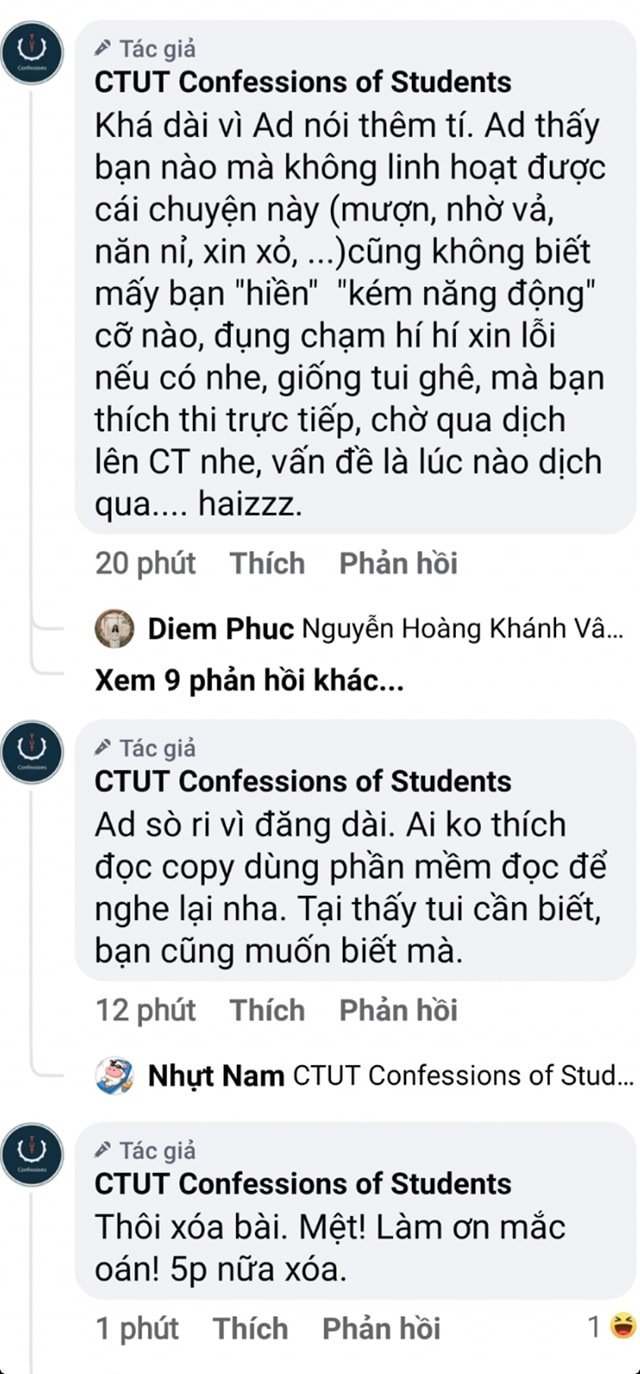 Tác giả
CTUT Confessions of Students
Khá dài vì Ad nói thêm tí. Ad thấy
bạn nào mà không linh hoạt được
cái chuyện này (mượn, nhờ vả,
năn nỉ, xin xỏ, ...)cũng không biết
mấy bạn "hiền" "kém năng động"
cỡ nào, đụng chạm hí hí xin lỗi
nếu có nhe, giống tui ghê, mà bạn
thích thi trực tiếp, chờ qua dịch
lên CT nhe, vấn đề là lúc nào dịch
qua.... haizzz.
20 phút Thích Phản hồi
Diem Phuc Nguyễn Hoàng Khánh Vâ...
Xem 9 phản hồi khác...
Tác giả
CTUT Confessions of Students
Ad sò ri vì đăng dài. Ai ko thích
đọc copy dùng phần mềm đọc để
nghe lại nha. Tại thấy tui cần biết,
bạn cũng muốn biết mà.
12 phút Thích Phản hồi
Nhựt Nam CTUT Confessions of Stud...
Tác giả
CTUT Confessions of Students
Thôi xóa bài. Mệt! Làm ơn mắc
oán! 5p nữa xóa.
1 phút Thích Phản hồi 1